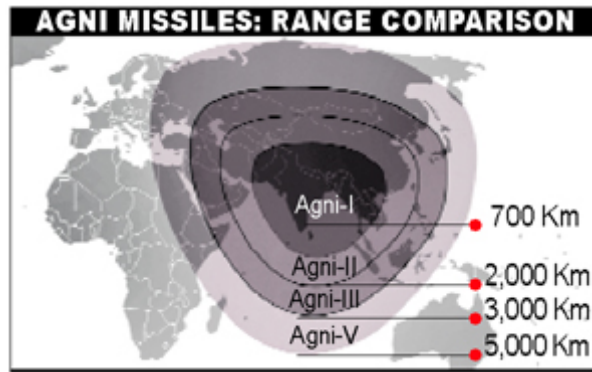 AGNI MISSILES: RANGE COMPARISON
Agni-I
700 Km
Agni-II
2,000 Km
Agni-III
3,000 Km
Agni-V
5,000 Km